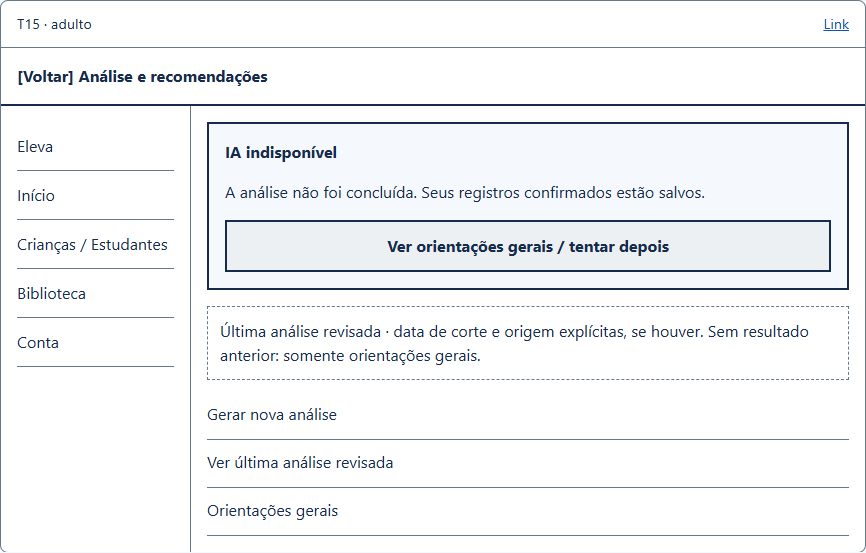 T15 · adulto
Link
[Voltar] Análise e recomendações
Eleva
Início
Crianças / Estudantes
Biblioteca
Conta
IA indisponível
A análise não foi concluída. Seus registros confirmados estão salvos.
Ver orientações gerais / tentar depois
Última análise revisada · data de corte e origem explícitas, se houver. Sem resultado
anterior: somente orientações gerais.
Gerar nova análise
Ver última análise revisada
Orientações gerais